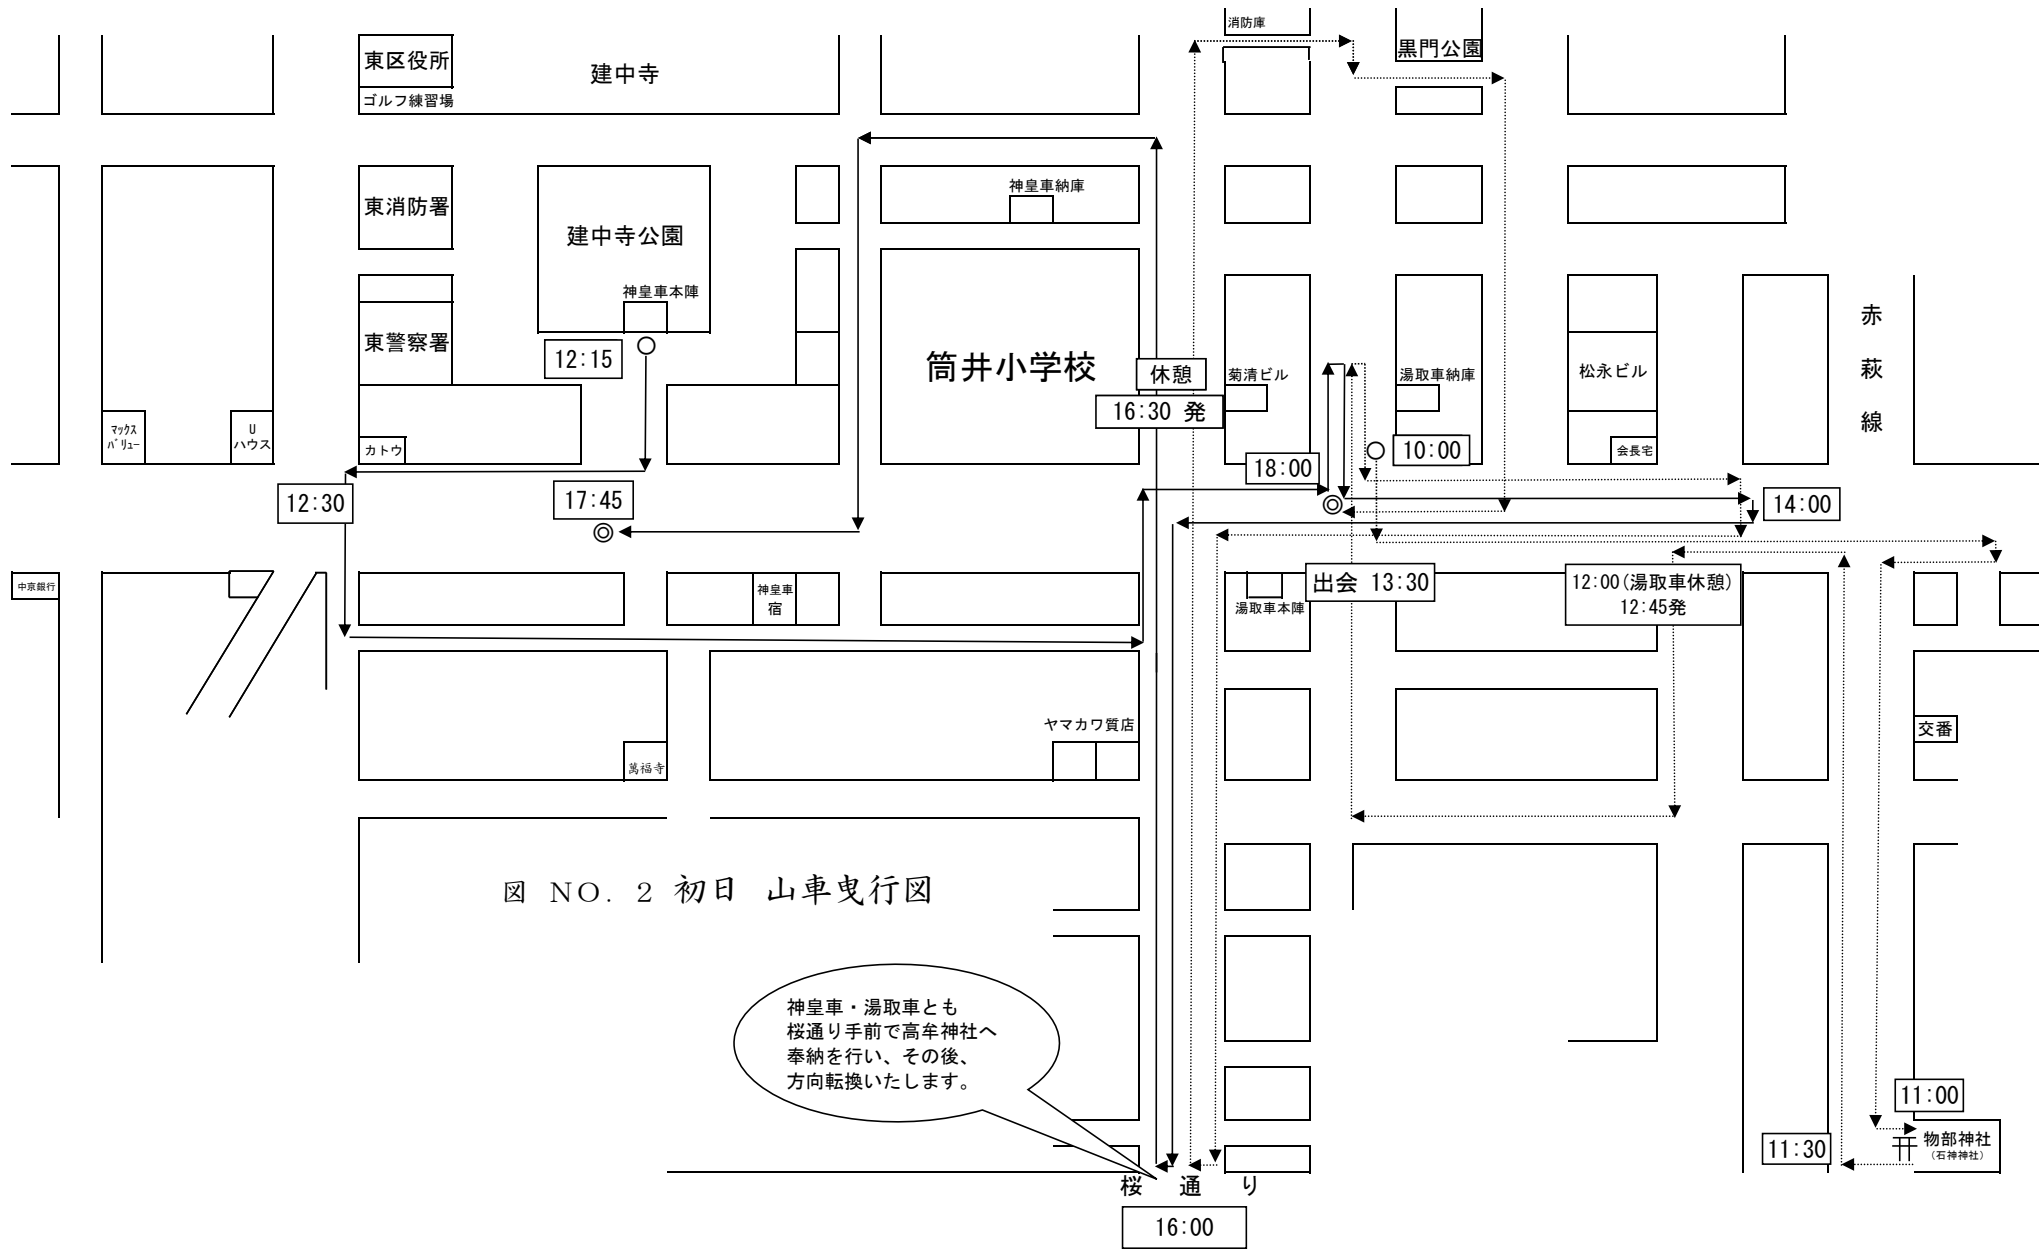 消防庫
東区役所
建中寺
黒門公園
ゴルフ練習場
神皇車納庫
東消防署
建中寺公園
神皇車本陣
東警察署
12:15
筒井小学校
休憩
16:30 発
菊清ビル
湯取車納庫
松永ビル
赤萩線
マックス
バリュー
U
ハウス
カトウ
10:00
会長宅
18:00
12:30
17:45
14:00
中京銀行
神皇車
宿
湯取車本陣
出会 13:30
12:00(湯取車休憩)
12:45発
ヤマカワ質店
交番
萬福寺
図 NO. 2 初日 山車曳行図
神皇車・湯取車とも
桜通り手前で高牟神社へ
奉納を行い、その後、
方向転換いたします。
11:00
11:30
物部神社
(石神神社)
桜 通 り
16:00